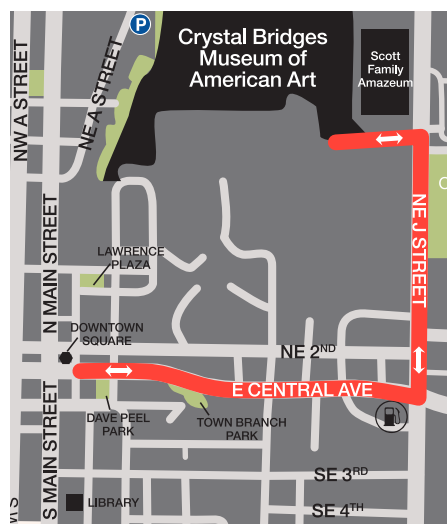 P
Crystal Bridges
Museum of
American Art
Scott
Family
Amazeum
NW A STREET
NE A STREET
N MAIN STREET
NE J STREET
LAWRENCE
PLAZA
DOWNTOWN
SQUARE
NE 2ND
E CENTRAL AVE
DAVE PEEL
PARK
TOWN BRANCH
PARK
S MAIN STREET
SE 3RD
LIBRARY
SE 4TH